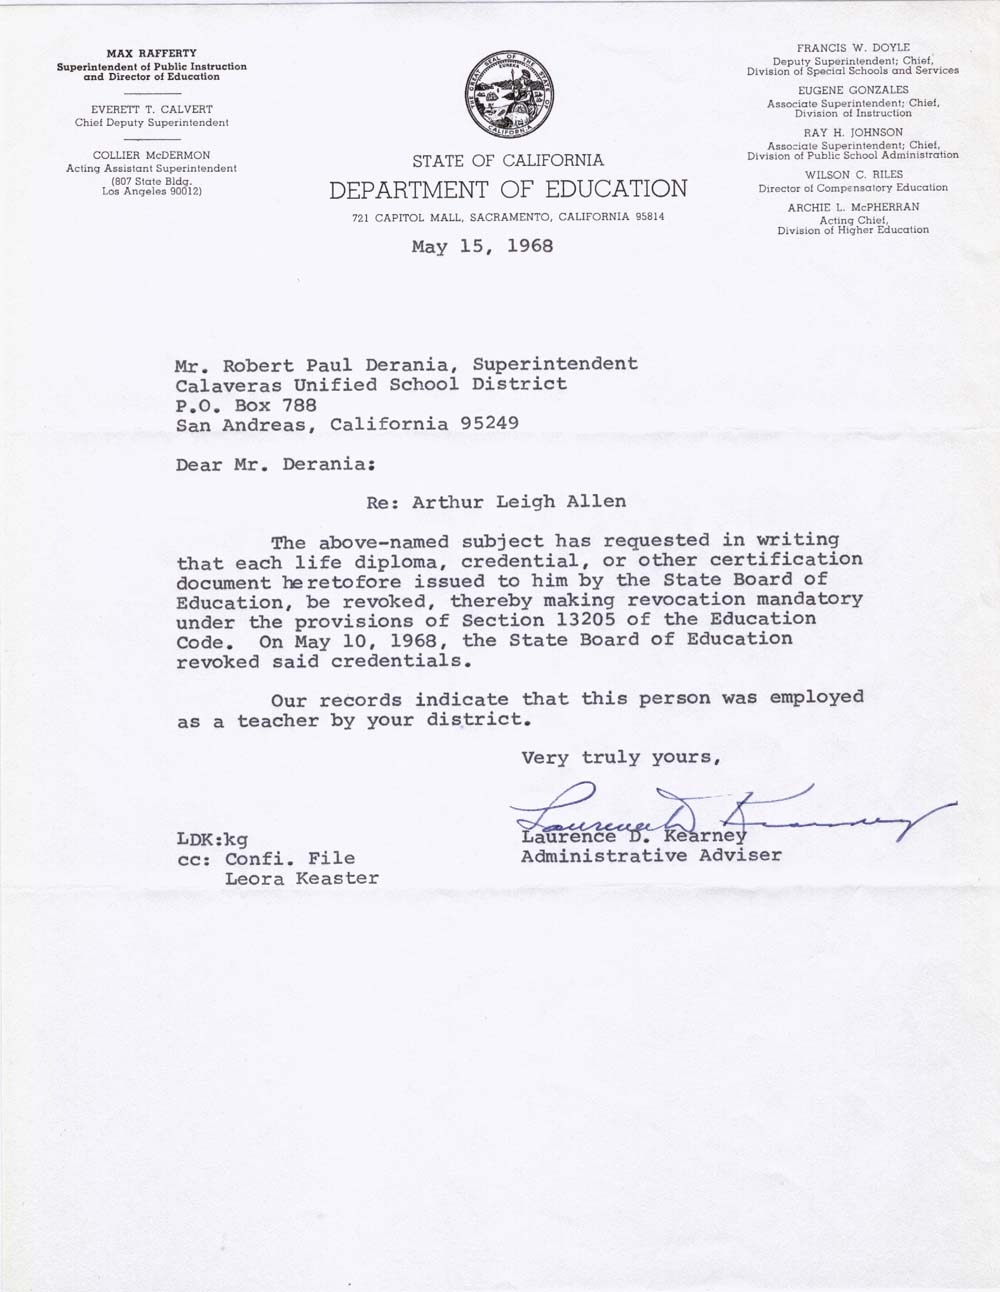 MAX RAFFERTY
Superintendent of Public Instruction
and Director of Education
EVERETT T. CALVERT
Chief Deputy Superintendent
COLLIER McDERMON
Acting Assistant Superintendent
(807 State Bldg.
Los Angeles 90012)
THE GREAT SEAL OF THE STATE OF CALIFORNIA
EUREKA
STATE OF CALIFORNIA
DEPARTMENT OF EDUCATION
721 CAPITOL MALL, SACRAMENTO, CALIFORNIA 95814
FRANCIS W. DOYLE
Deputy Superintendent; Chief,
Division of Special Schools and Services
EUGENE GONZALES
Associate Superintendent; Chief,
Division of Instruction
RAY H. JOHNSON
Associate Superintendent; Chief,
Division of Public School Administration
WILSON C. RILES
Director of Compensatory Education
ARCHIE L. McPHERRAN
Acting Chief,
Division of Higher Education
May 15, 1968
Mr. Robert Paul Derania, Superintendent
Calaveras Unified School District
P.O. Box 788
San Andreas, California 95249
Dear Mr. Derania:
Re: Arthur Leigh Allen
The above-named subject has requested in writing
that each life diploma, credential, or other certification
document heretofore issued to him by the State Board of
Education, be revoked, thereby making revocation mandatory
under the provisions of Section 13205 of the Education
Code. On May 10, 1968, the State Board of Education
revoked said credentials.
Our records indicate that this person was employed
as a teacher by your district.
Very truly yours,
Laurence D. Kearney
Laurence D. Kearney
Administrative Adviser
LDK:kg
cc: Confi. File
Leora Keaster